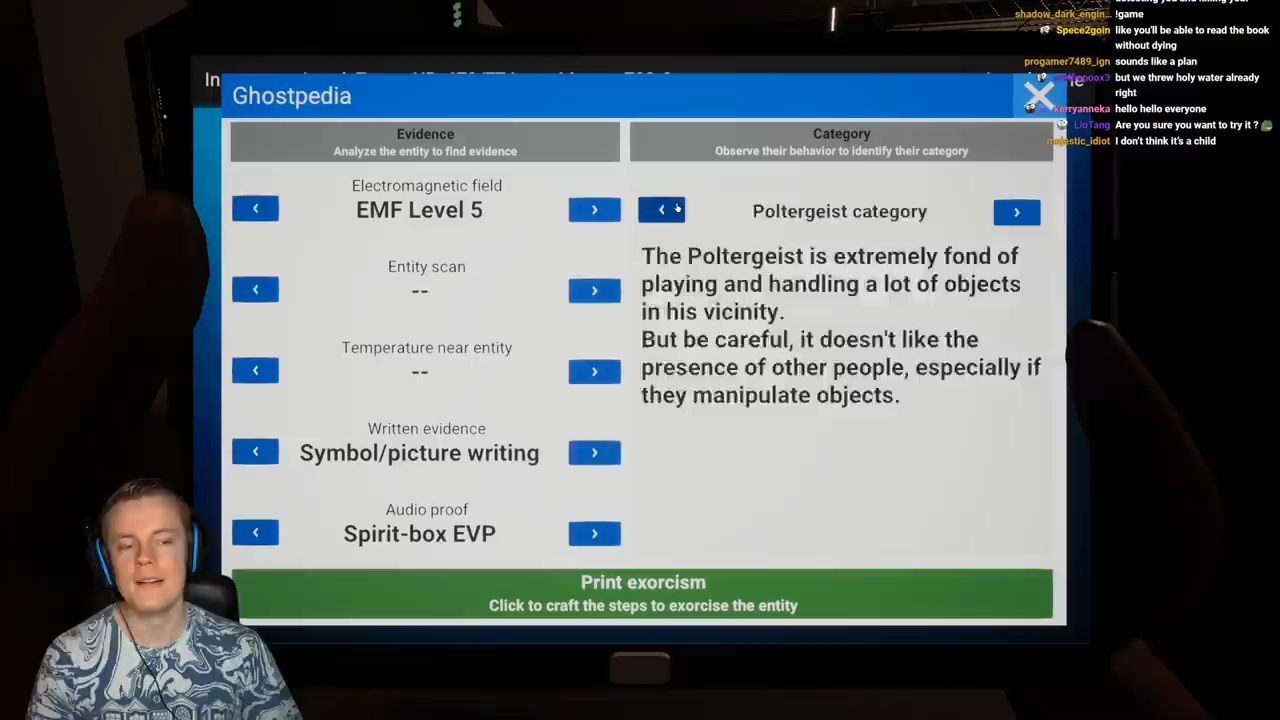 Ghostpedia
Evidence
Analyze the entity to find evidence
Category
Observe their behavior to identify their category
Electromagnetic field
EMF Level 5
Entity scan
--
Temperature near entity
--
Written evidence
Symbol/picture writing
Audio proof
Spirit-box EVP
Poltergeist category
The Poltergeist is extremely fond of
playing and handling a lot of objects
in his vicinity.
But be careful, it doesn't like the
presence of other people, especially if
they manipulate objects.
Print exorcism
Click to craft the steps to exorcise the entity
shadow_dark_engin... !game
Spece2goin like you'll be able to read the book
without dying
progamer7489_ign sounds like a plan
but we threw holy water already
right
kerryanneka hello hello everyone
LioTang Are you sure you want to try it ?
majestic_idiot I don't think it's a child